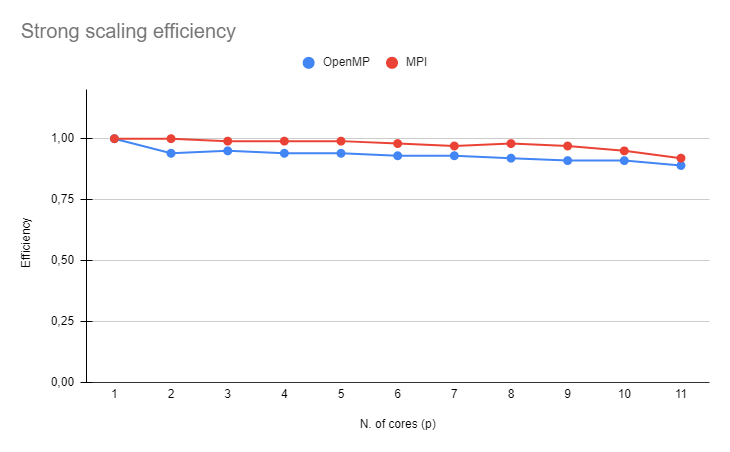 Strong scaling efficiency
OpenMP MPI
1,00
0,75
0,50
0,25
0,00
Efficiency
1 2 3 4 5 6 7 8 9 10 11
N. of cores (p)